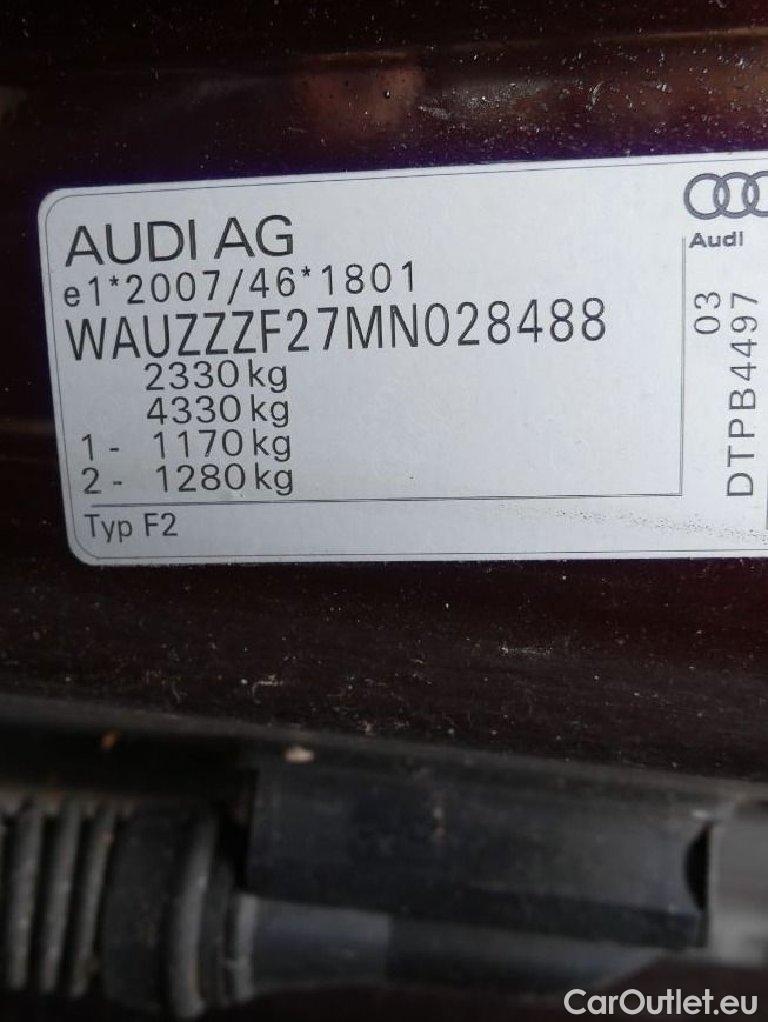 AUDI AG
e1*2007/46*1801
WAUZZZF27MN028488
2330 kg
4330 kg
1 - 1170 kg
2 - 1280 kg
Typ F2
Audi
03
DTPB4497
CarOutlet.eu